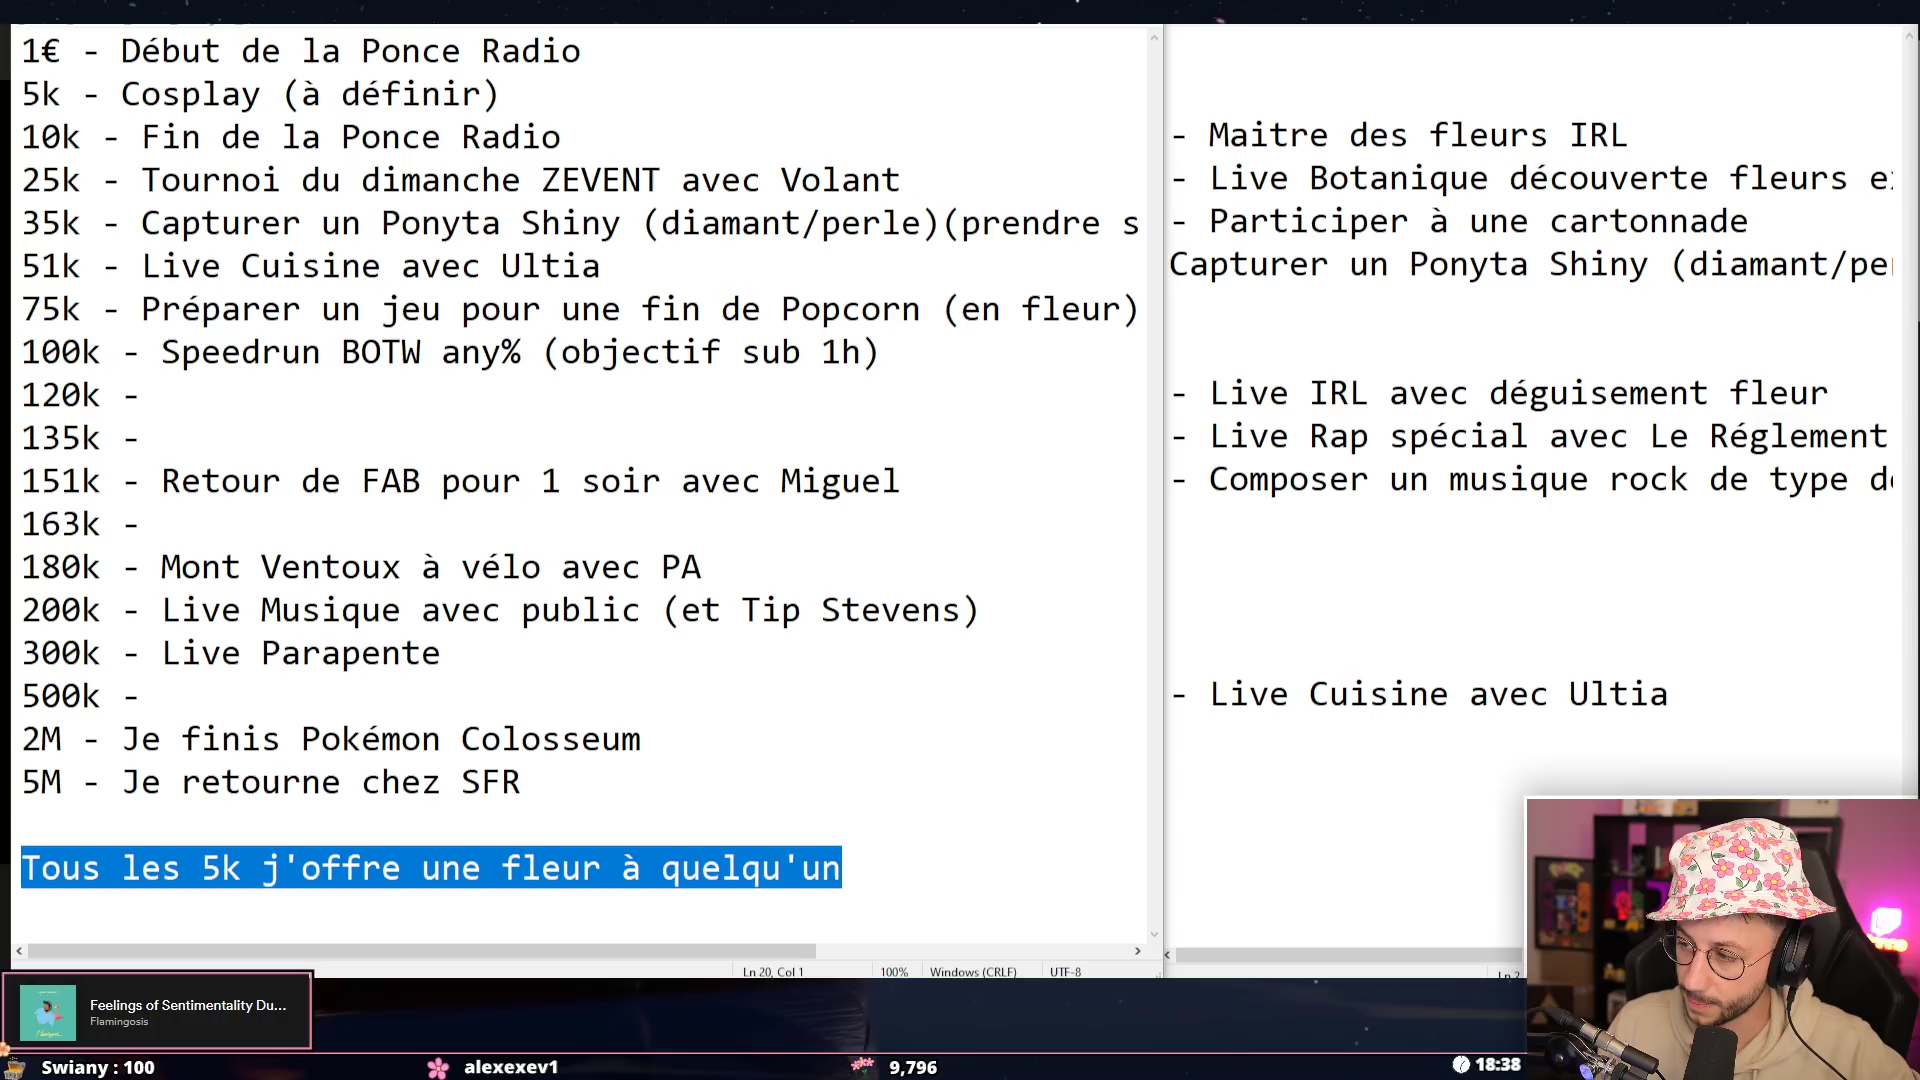 1€ - Début de la Ponce Radio
5k - Cosplay (à définir)
10k - Fin de la Ponce Radio
25k - Tournoi du dimanche ZEVENT avec Volant
35k - Capturer un Ponyta Shiny (diamant/perle)(prendre s
51k - Live Cuisine avec Ultia
75k - Préparer un jeu pour une fin de Popcorn (en fleur)
100k - Speedrun BOTW any% (objectif sub 1h)
120k -
135k -
151k - Retour de FAB pour 1 soir avec Miguel
163k -
180k - Mont Ventoux à vélo avec PA
200k - Live Musique avec public (et Tip Stevens)
300k - Live Parapente
500k -
2M - Je finis Pokémon Colosseum
5M - Je retourne chez SFR
Tous les 5k j'offre une fleur à quelqu'un
Ln 20, Col 1
100%
Windows (CRLF)
UTF-8
- Maitre des fleurs IRL
- Live Botanique découverte fleurs e
- Participer à une cartonnade
Capturer un Ponyta Shiny (diamant/pe
- Live IRL avec déguisement fleur
- Live Rap spécial avec Le Réglement
- Composer un musique rock de type d
- Live Cuisine avec Ultia
Feelings of Sentimentality Du...
Flamingosis
Swiany : 100
alexexev1
9,796
18:38